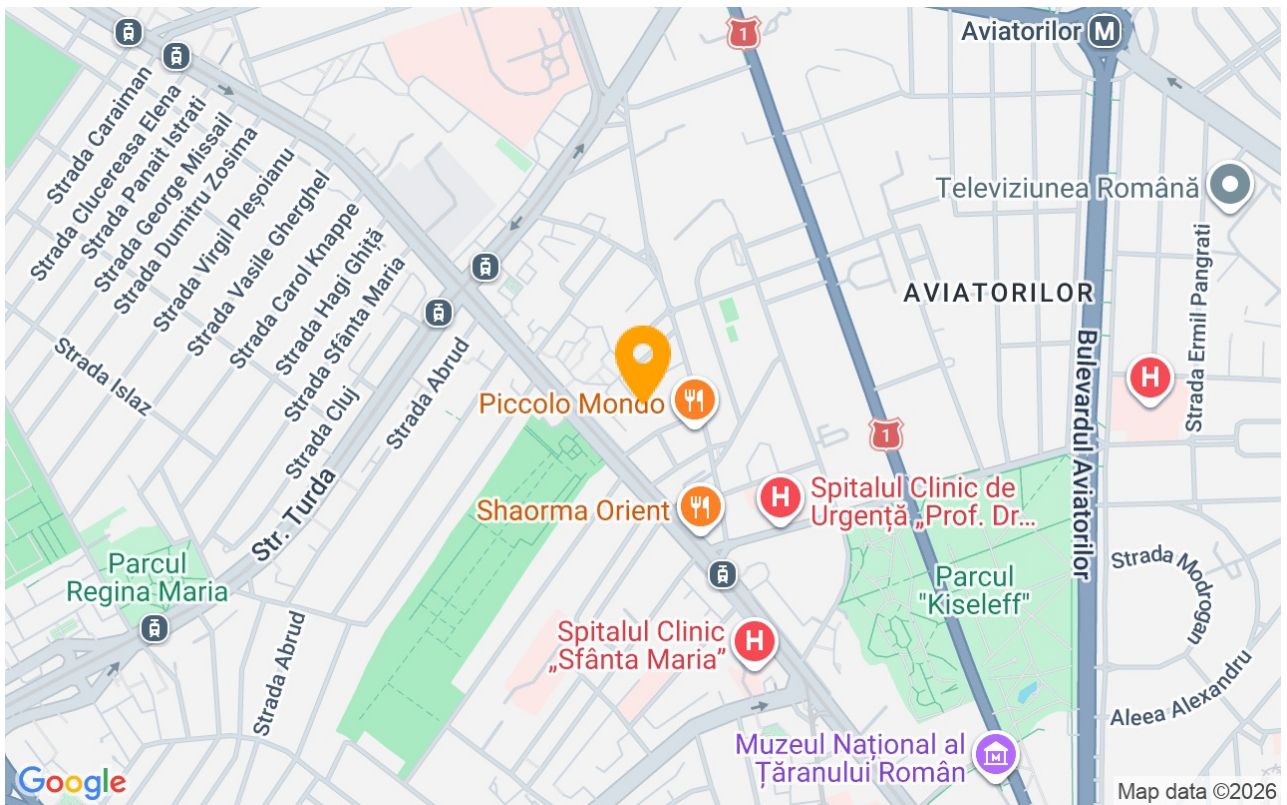 1
Aviatorilor
M
Strada Caraiman
Strada Clucereasa Elena
Strada Panait Istrati
Strada George Missail
Strada Dumitru Zosima
Strada Virgil Pleșoianu
Strada Vasile Gherghel
Strada Carol Knappe
Strada Hagi Ghiță
Strada Sfânta Maria
Strada Cluj
Strada Abrud
Strada Islaz
Str. Turda
Televiziunea Română
Strada Ermil Pangrati
AVIATORILOR
Bulevardul Aviatorilor
H
Piccolo Mondo
1
Shaorma Orient
H
Spitalul Clinic de
Urgență „Prof. Dr...
Parcul
Regina Maria
Parcul
"Kiseleff"
Strada Modrogan
Strada Abrud
Spitalul Clinic
„Sfânta Maria”
H
Aleea Alexandru
Muzeul Național al
Țăranului Român
M
Google
Map data ©2026